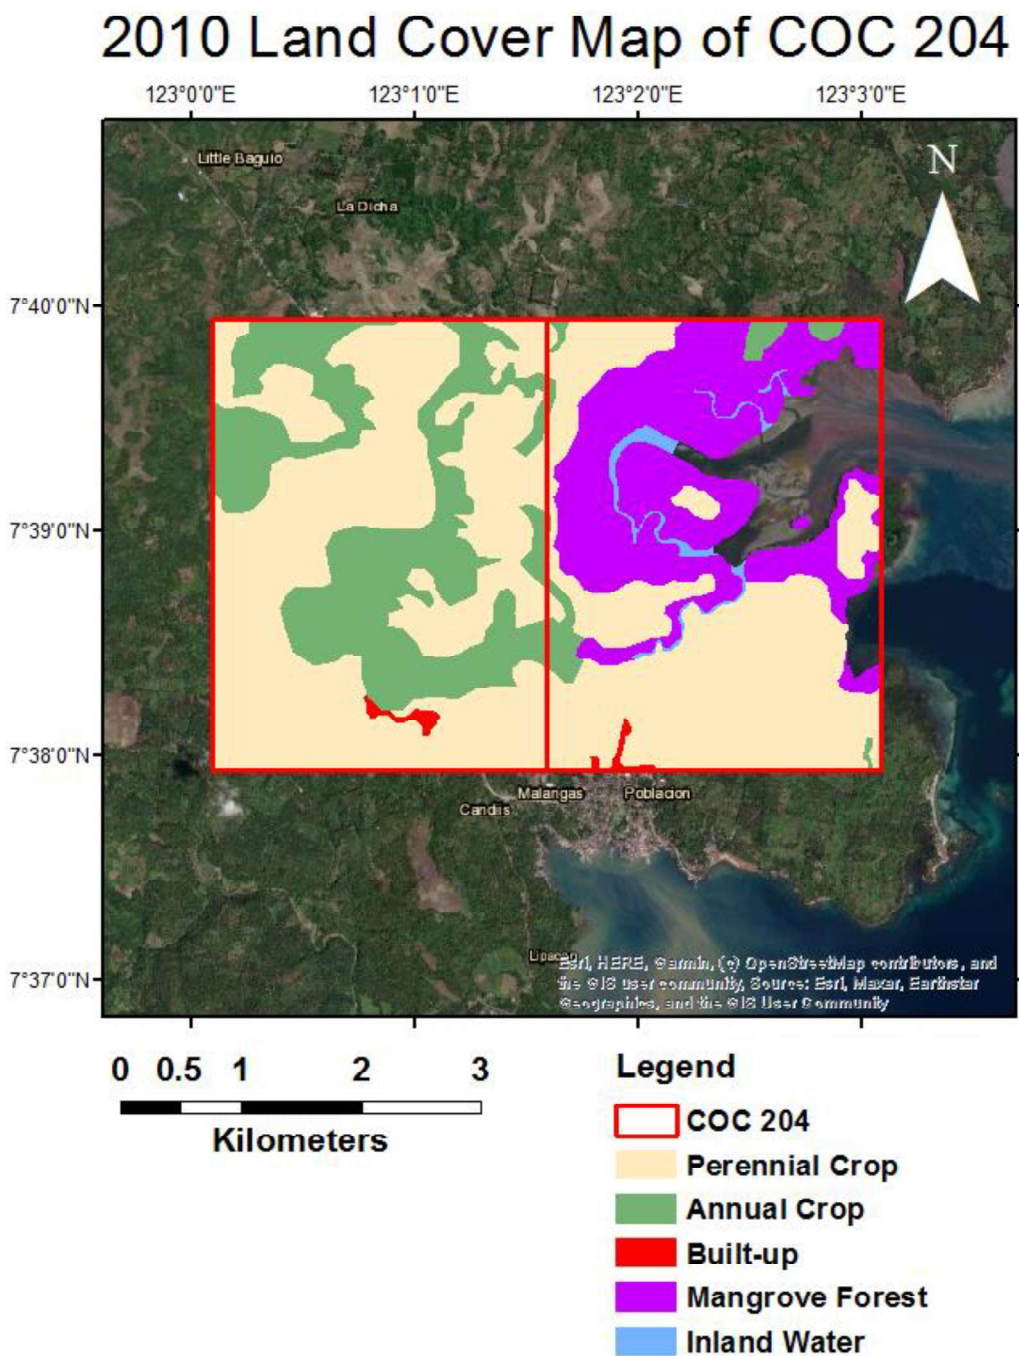 2010 Land Cover Map of COC 204
123°0'0"E 123°1'0"E 123°2'0"E 123°3'0"E
Little Baguio
N
La Dicha
7°40'0"N
7°39'0"N
7°38'0"N
Malangas Poblacion
Candiis
Lipacan
Esri, HERE, Garmin, (c) OpenStreetMap contributors, and
the GIS user community, Source: Esri, Maxar, Earthstar
7°37'0"N
Geographics, and the GIS User Community
0 0.5 1 2 3
Kilometers
Legend
COC 204
Perennial Crop
Annual Crop
Built-up
Mangrove Forest
Inland Water